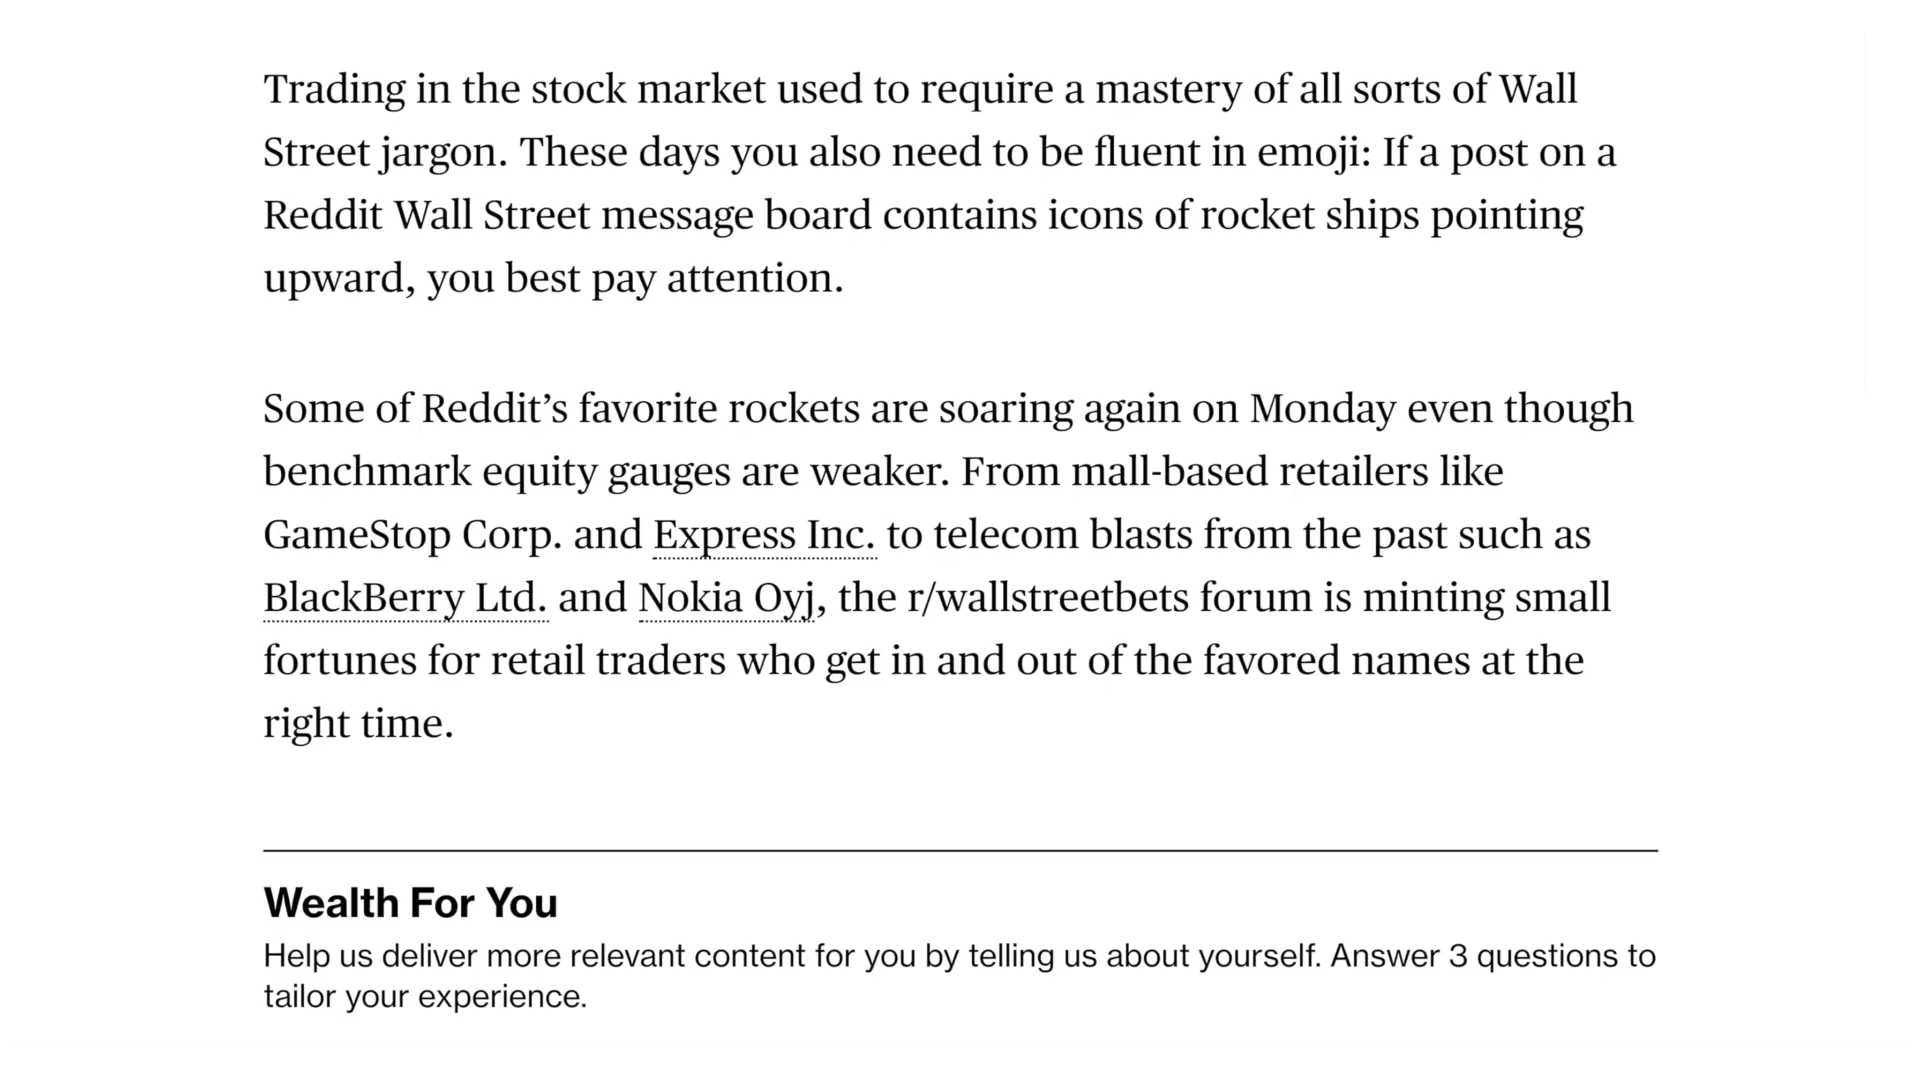 Trading in the stock market used to require a mastery of all sorts of Wall
Street jargon. These days you also need to be fluent in emoji: If a post on a
Reddit Wall Street message board contains icons of rocket ships pointing
upward, you best pay attention.
Some of Reddit’s favorite rockets are soaring again on Monday even though
benchmark equity gauges are weaker. From mall-based retailers like
GameStop Corp. and Express Inc. to telecom blasts from the past such as
BlackBerry Ltd. and Nokia Oyj, the r/wallstreetbets forum is minting small
fortunes for retail traders who get in and out of the favored names at the
right time.
Wealth For You
Help us deliver more relevant content for you by telling us about yourself. Answer 3 questions to
tailor your experience.